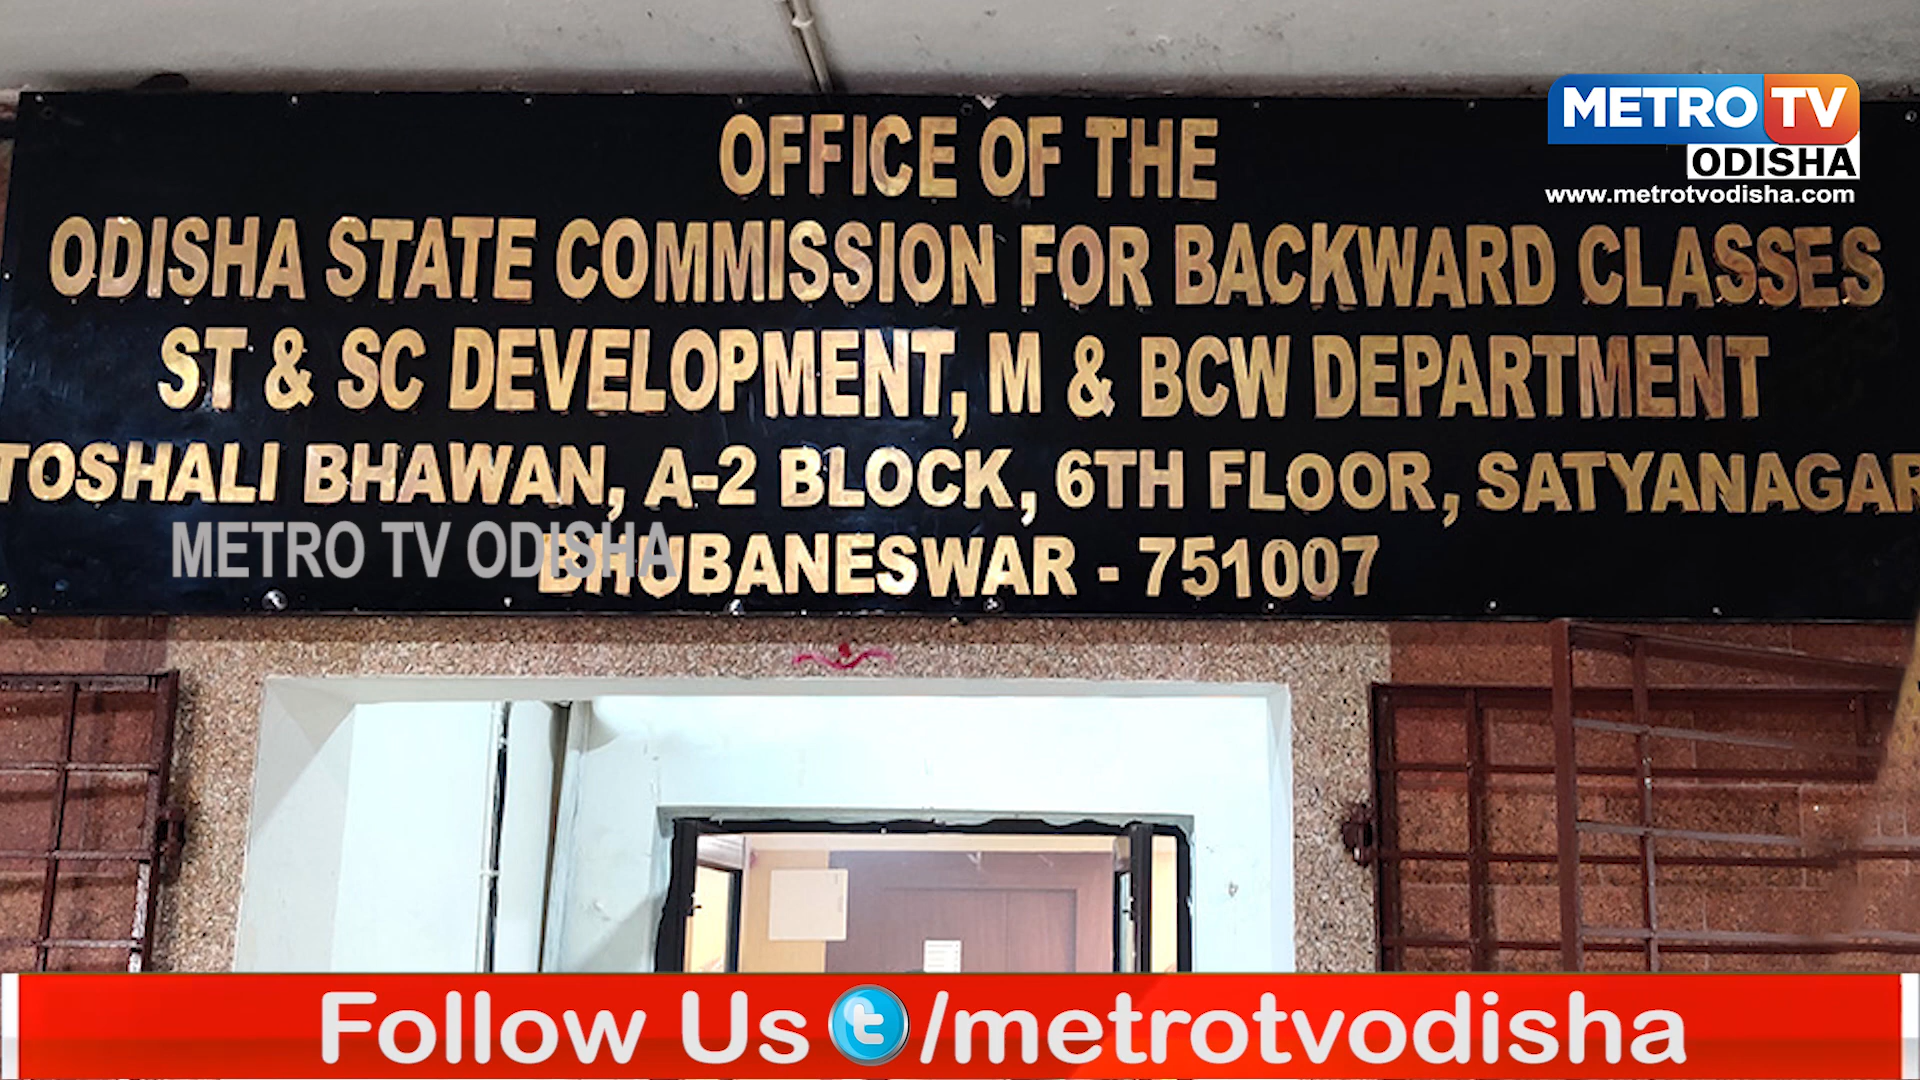 METRO TV
ODISHA
www.metrotvodisha.com
OFFICE OF THE
ODISHA STATE COMMISSION FOR BACKWARD CLASSES
ST & SC DEVELOPMENT, M & BCW DEPARTMENT
TOSHALI BHAWAN, A-2 BLOCK, 6TH FLOOR, SATYANAGAR
METRO TV ODISHA
BHUBANESWAR - 751007
Follow Us /metrotvodisha